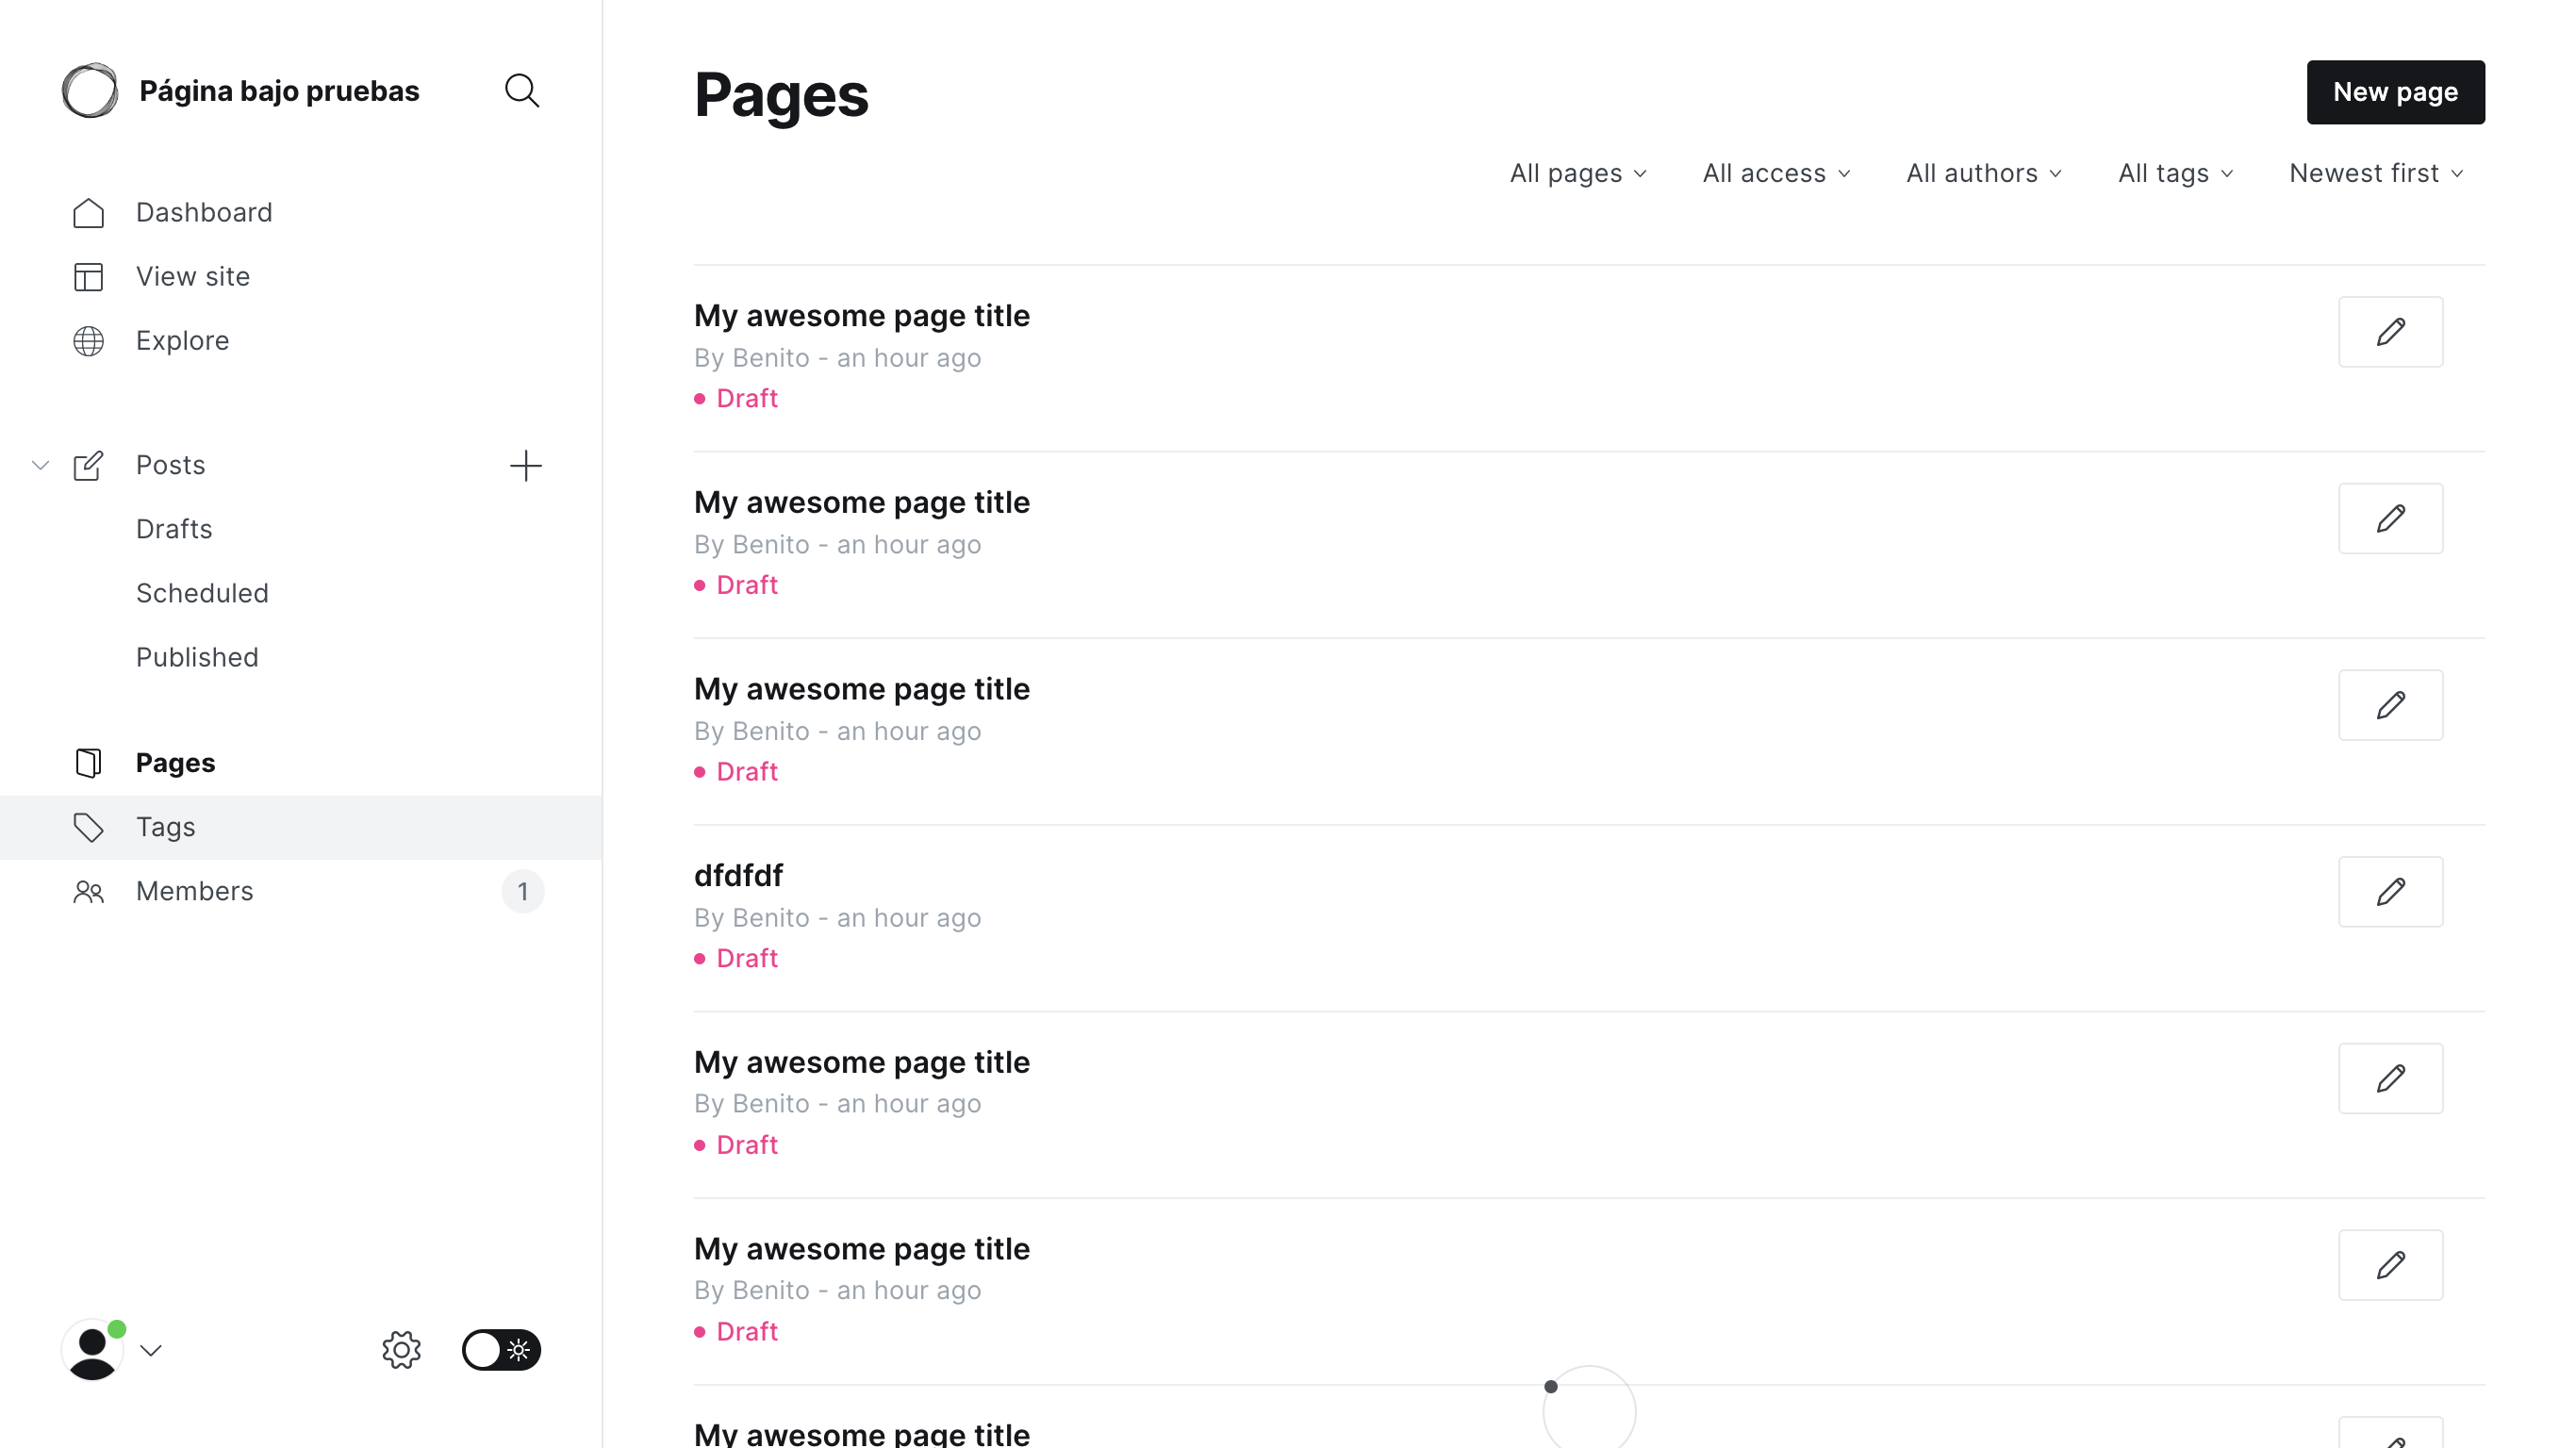 Página bajo pruebas
Dashboard
View site
Explore
Posts
Drafts
Scheduled
Published
Pages
Tags
Members
1
Pages
New page
All pages
All access
All authors
All tags
Newest first
My awesome page title
By Benito - an hour ago
Draft
My awesome page title
By Benito - an hour ago
Draft
My awesome page title
By Benito - an hour ago
Draft
dfdfdf
By Benito - an hour ago
Draft
My awesome page title
By Benito - an hour ago
Draft
My awesome page title
By Benito - an hour ago
Draft
My awesome page title